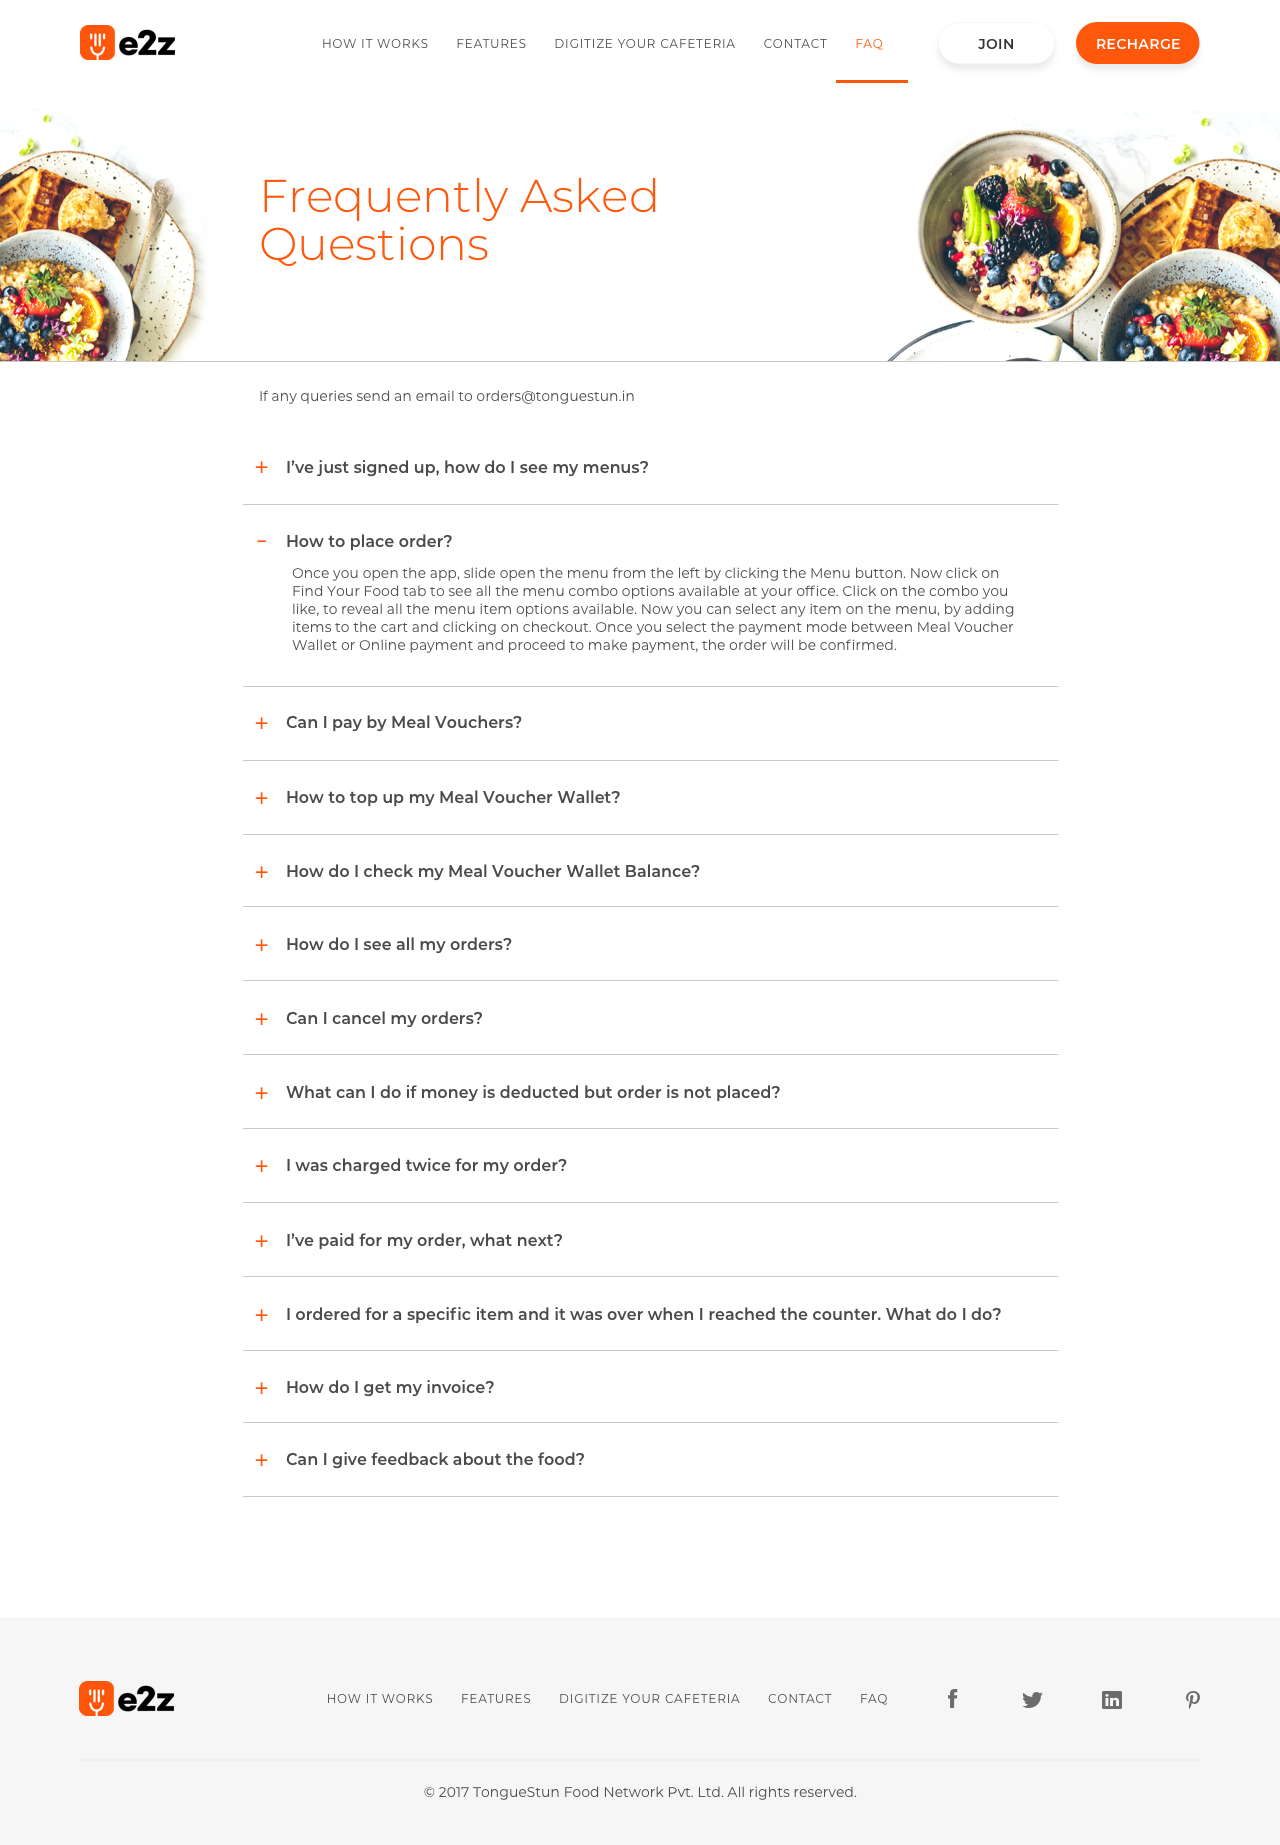 e2z
HOW IT WORKS
FEATURES
DIGITIZE YOUR CAFETERIA
CONTACT
FAQ
JOIN
RECHARGE
Frequently Asked
Questions
If any queries send an email to orders@tonguestun.in
+ I’ve just signed up, how do I see my menus?
− How to place order?
Once you open the app, slide open the menu from the left by clicking the Menu button. Now click on
Find Your Food tab to see all the menu combo options available at your office. Click on the combo you
like, to reveal all the menu item options available. Now you can select any item on the menu, by adding
items to the cart and clicking on checkout. Once you select the payment mode between Meal Voucher
Wallet or Online payment and proceed to make payment, the order will be confirmed.
+ Can I pay by Meal Vouchers?
+ How to top up my Meal Voucher Wallet?
+ How do I check my Meal Voucher Wallet Balance?
+ How do I see all my orders?
+ Can I cancel my orders?
+ What can I do if money is deducted but order is not placed?
+ I was charged twice for my order?
+ I’ve paid for my order, what next?
+ I ordered for a specific item and it was over when I reached the counter. What do I do?
+ How do I get my invoice?
+ Can I give feedback about the food?
e2z
HOW IT WORKS
FEATURES
DIGITIZE YOUR CAFETERIA
CONTACT
FAQ
© 2017 TongueStun Food Network Pvt. Ltd. All rights reserved.